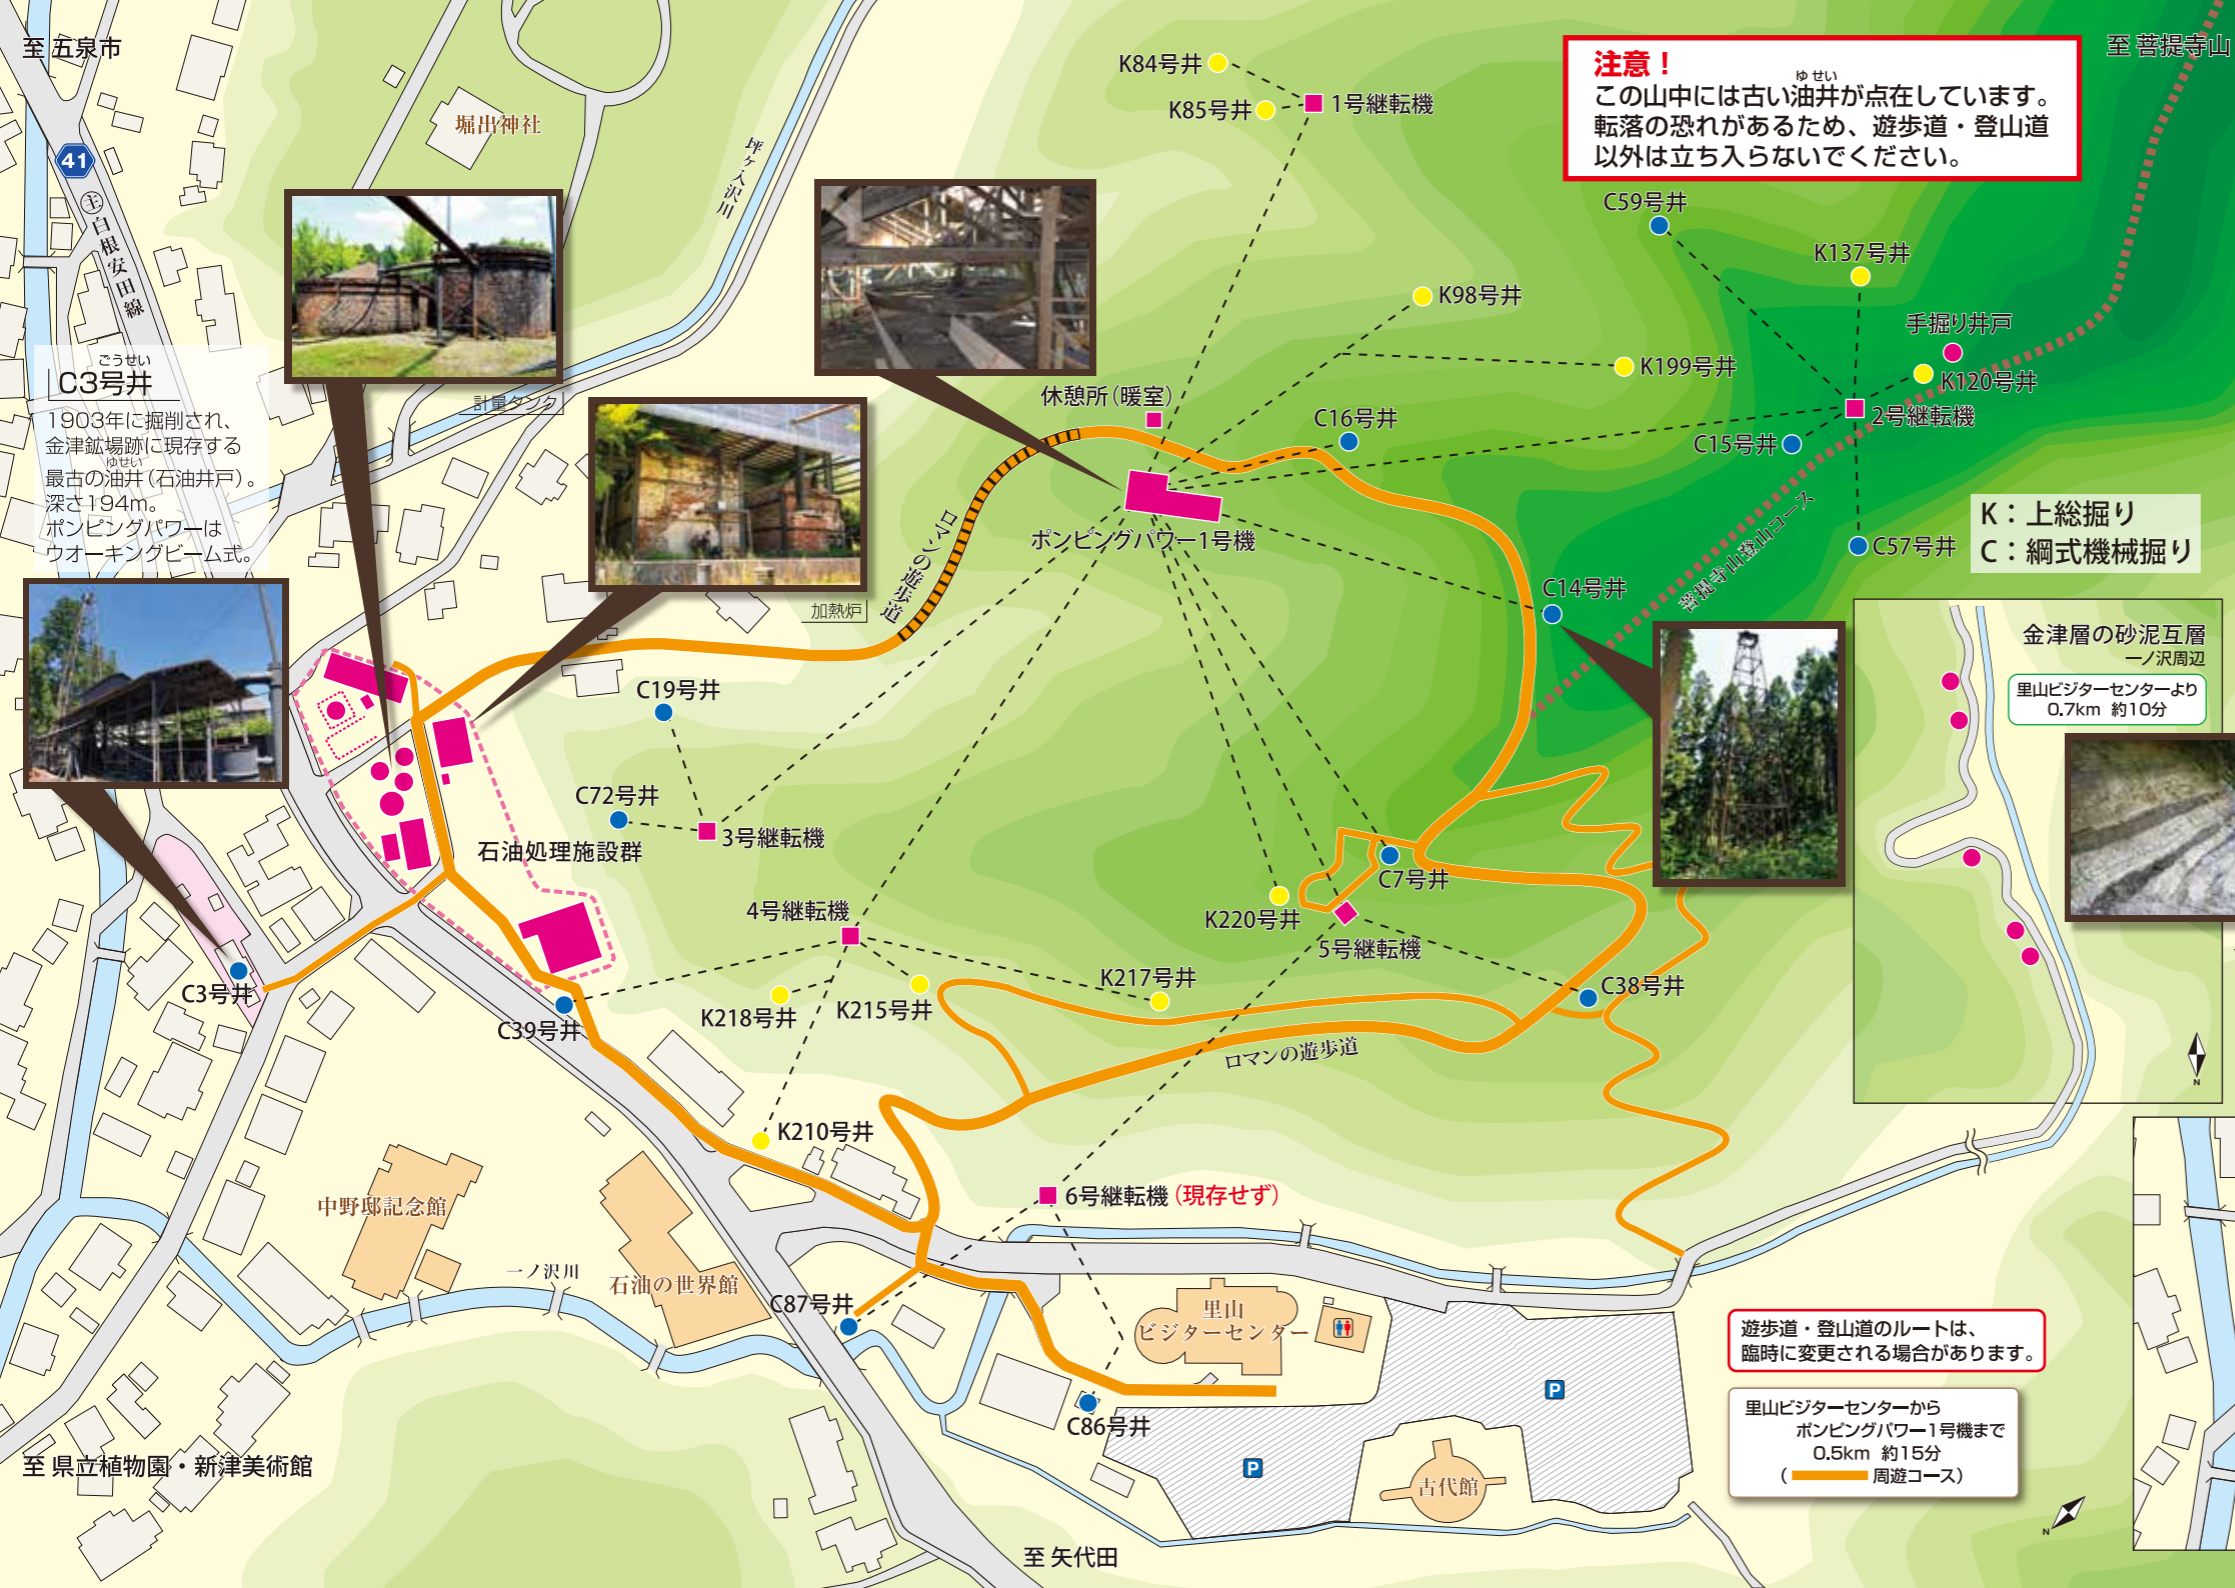 至 五泉市
41
主
白根安田線
堀出神社
坪ヶ入沢川
K84号井
K85号井
1号継転機
注意！
ゆせい
この山中には古い油井が点在しています。
転落の恐れがあるため、遊歩道・登山道
以外は立ち入らないでください。
至 菩提寺山
C59号井
K137号井
手掘り井戸
K120号井
2号継転機
C15号井
C57号井
K98号井
K199号井
休憩所（暖室）
C16号井
ポンピングパワー1号機
C14号井
菩提寺山登山コース
K：上総掘り
C：綱式機械掘り
ごうせい
C3号井
1903年に掘削され、
金津鉱場跡に現存する
ゆせい
最古の油井（石油井戸）。
深さ194m。
ポンピングパワーは
ウオーキングビーム式。
計量タンク
加熱炉
ロマンの遊歩道
C19号井
C72号井
3号継転機
石油処理施設群
4号継転機
C3号井
C39号井
K218号井
K215号井
K217号井
K220号井
C7号井
5号継転機
C38号井
ロマンの遊歩道
K210号井
6号継転機（現存せず）
中野邸記念館
一ノ沢川
石油の世界館
C87号井
里山
ビジターセンター
C86号井
P
P
古代館
至 県立植物園・新津美術館
至 矢代田
金津層の砂泥互層
一ノ沢周辺
里山ビジターセンターより
0.7km 約10分
N
遊歩道・登山道のルートは、
臨時に変更される場合があります。
里山ビジターセンターから
ポンピングパワー1号機まで
0.5km 約15分
（ 周遊コース）
N